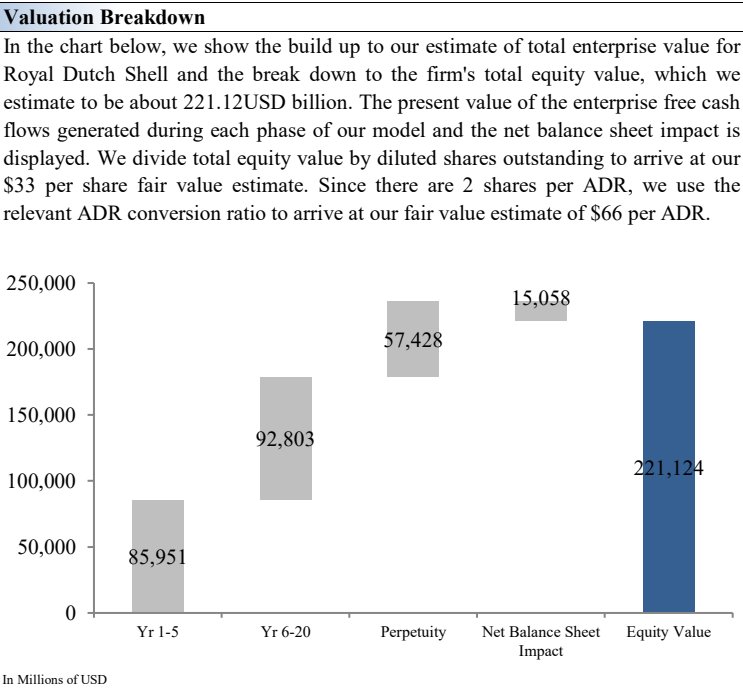 Valuation Breakdown
In the chart below, we show the build up to our estimate of total enterprise value for
Royal Dutch Shell and the break down to the firm's total equity value, which we
estimate to be about 221.12USD billion. The present value of the enterprise free cash
flows generated during each phase of our model and the net balance sheet impact is
displayed. We divide total equity value by diluted shares outstanding to arrive at our
$33 per share fair value estimate. Since there are 2 shares per ADR, we use the
relevant ADR conversion ratio to arrive at our fair value estimate of $66 per ADR.
250,000
200,000
150,000
100,000
50,000
0
85,951
92,803
57,428
15,058
221,124
Yr 1-5
Yr 6-20
Perpetuity
Net Balance Sheet
Impact
Equity Value
In Millions of USD